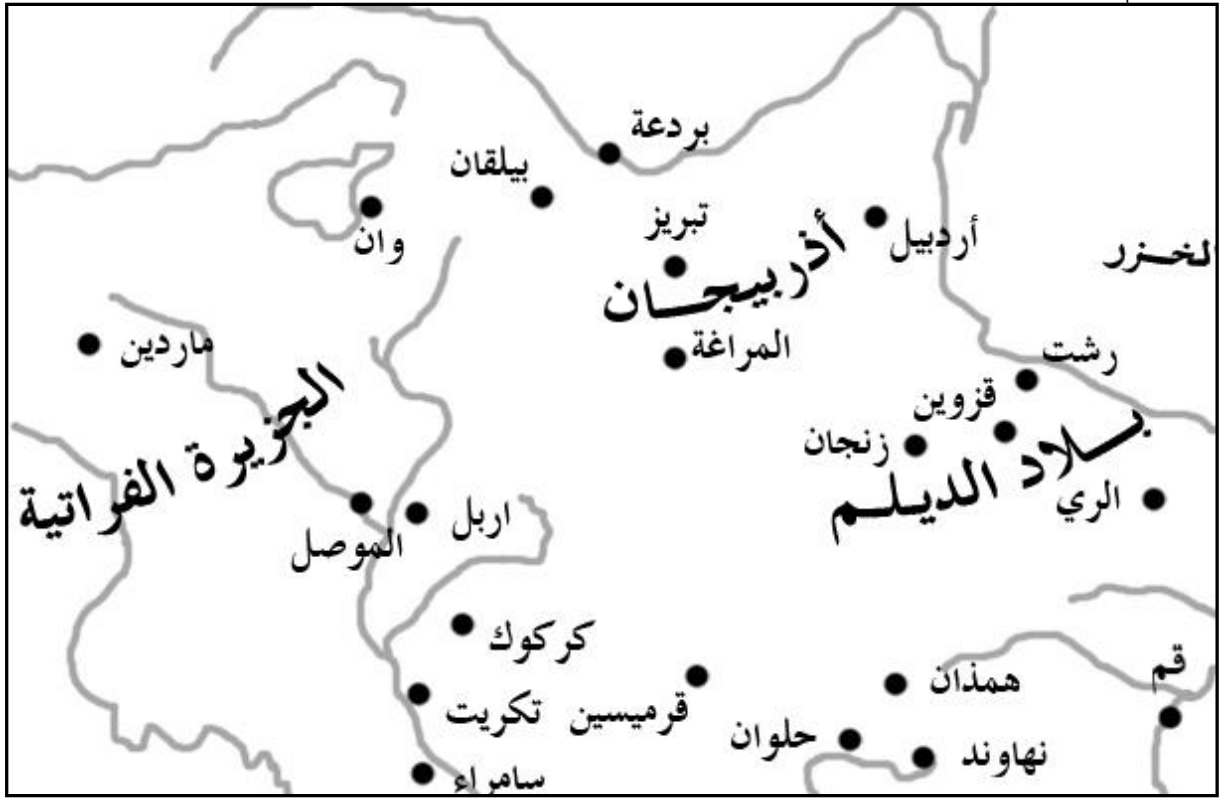 بردعة
بيلقان
تبريز
أردبيل
وان
الخزر
أذربيجان
المراغة
ماردين
رشت
قزوين
الجزيرة الفراتية
زنجان
بلاد الديلم
الري
اربل
الموصل
كركوك
قم
همذان
تكريت
قرميسين
حلوان
نهاوند
سامراء